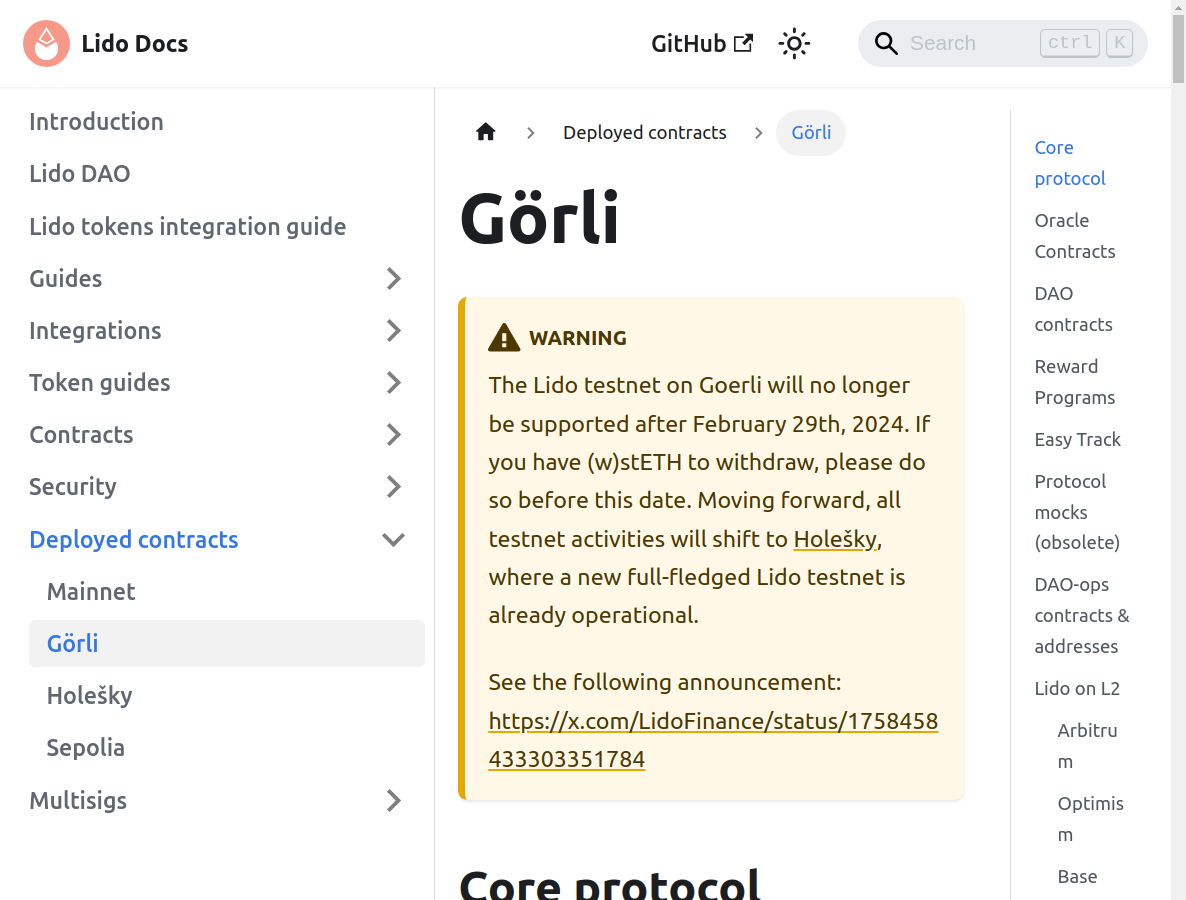 Lido Docs
GitHub
Search
ctrl K
Introduction
Lido DAO
Lido tokens integration guide
Guides
Integrations
Token guides
Contracts
Security
Deployed contracts
Mainnet
Görli
Holešky
Sepolia
Multisigs
Deployed contracts
Görli
Görli
WARNING
The Lido testnet on Goerli will no longer
be supported after February 29th, 2024. If
you have (w)stETH to withdraw, please do
so before this date. Moving forward, all
testnet activities will shift to Holešky,
where a new full-fledged Lido testnet is
already operational.
See the following announcement:
https://x.com/LidoFinance/status/1758458
433303351784
Core protocol
Core
protocol
Oracle
Contracts
DAO
contracts
Reward
Programs
Easy Track
Protocol
mocks
(obsolete)
DAO-ops
contracts &
addresses
Lido on L2
Arbitru
m
Optimis
m
Base